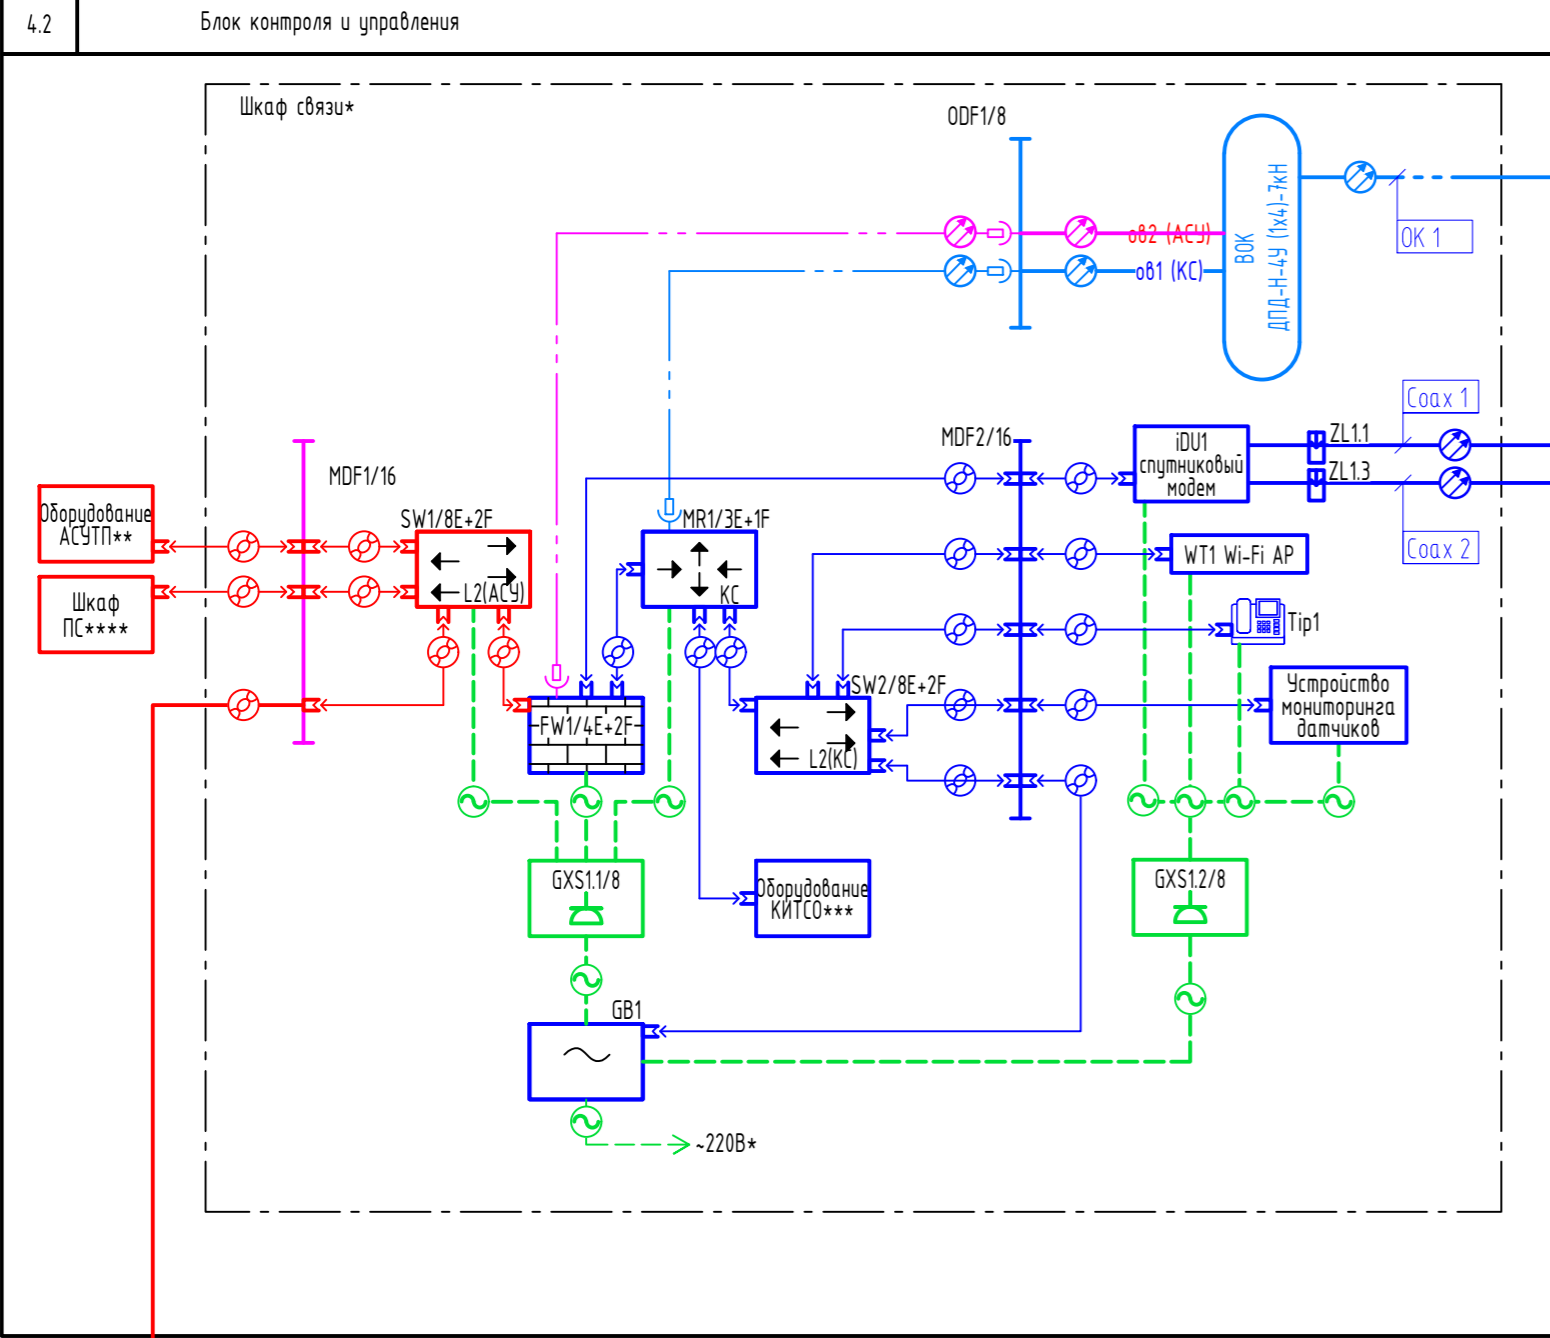 4.2
Блок контроля и управления
Шкаф связи*
ODF1/8
ов2 (АСУ)
ов1 (КС)
ВОК
ДПД-Н-4У (1х4)-7кН
ОК 1
Coax 1
MDF2/16
iDU1
спутниковый
модем
ZL1.1
ZL1.3
Coax 2
MDF1/16
Оборудование
АСУТП**
SW1/8E+2F
L2(АСУ)
MR1/3E+1F
КС
WT1 Wi-Fi AP
Шкаф
ПС****
Tip1
FW1/4E+2F
SW2/8E+2F
L2(КС)
Устройство
мониторинга
датчиков
GXS1.1/8
Оборудование
КИТСО***
GXS1.2/8
GB1
~220В*